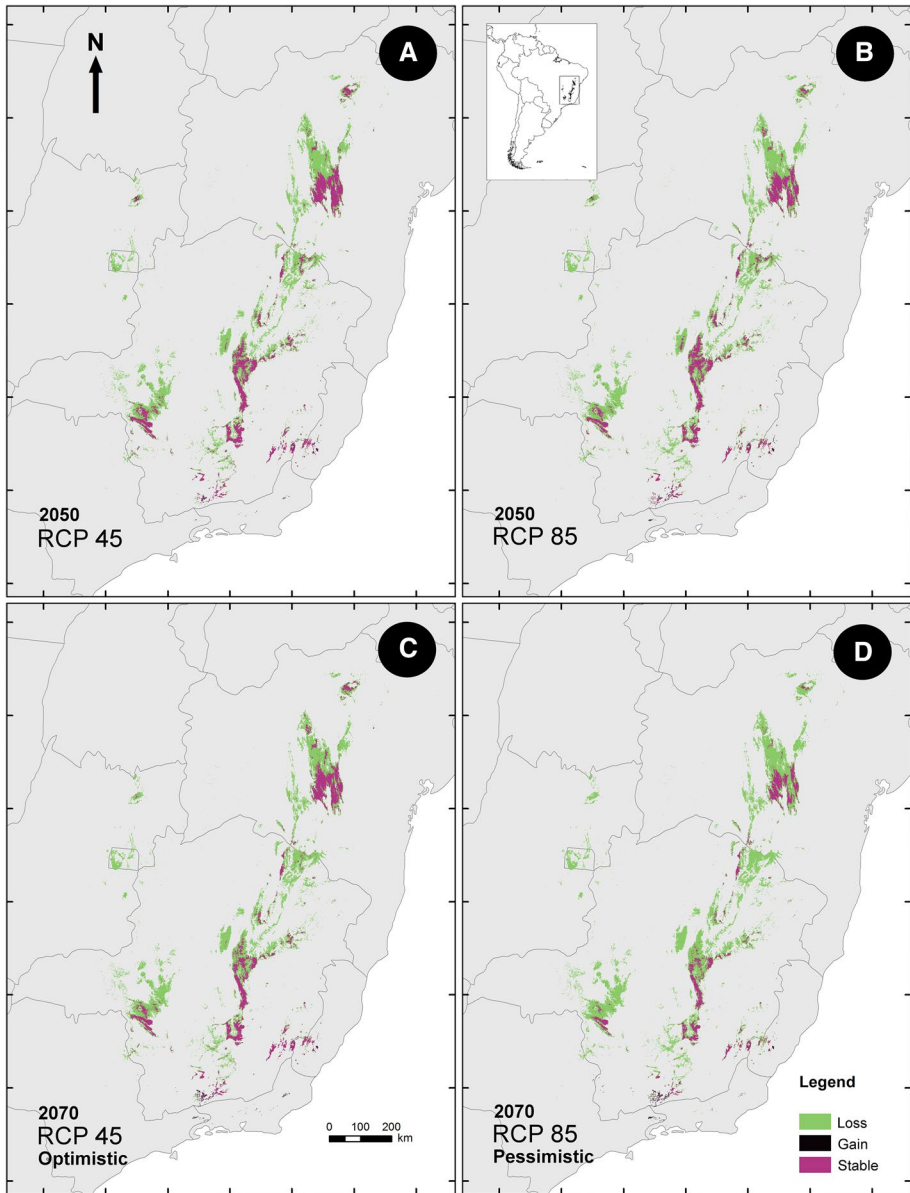 N
A
B
2050
RCP 45
2050
RCP 85
C
D
2070
RCP 45
Optimistic
0 100 200
km
2070
RCP 85
Pessimistic
Legend
Loss
Gain
Stable